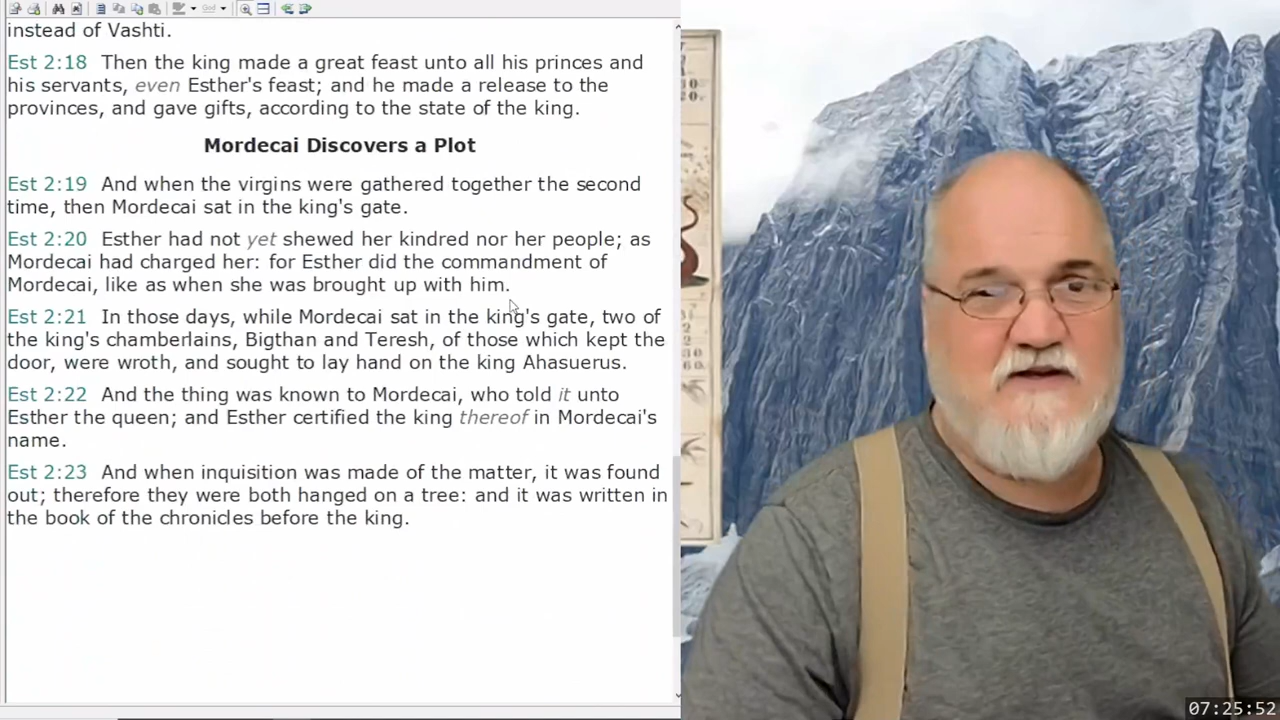 instead of Vashti.
Est 2:18 Then the king made a great feast unto all his princes and
his servants, even Esther's feast; and he made a release to the
provinces, and gave gifts, according to the state of the king.
Mordecai Discovers a Plot
Est 2:19 And when the virgins were gathered together the second
time, then Mordecai sat in the king's gate.
Est 2:20 Esther had not yet shewed her kindred nor her people; as
Mordecai had charged her: for Esther did the commandment of
Mordecai, like as when she was brought up with him.
Est 2:21 In those days, while Mordecai sat in the king's gate, two of
the king's chamberlains, Bigthan and Teresh, of those which kept the
door, were wroth, and sought to lay hand on the king Ahasuerus.
Est 2:22 And the thing was known to Mordecai, who told it unto
Esther the queen; and Esther certified the king thereof in Mordecai's
name.
Est 2:23 And when inquisition was made of the matter, it was found
out; therefore they were both hanged on a tree: and it was written in
the book of the chronicles before the king.
07:25:52